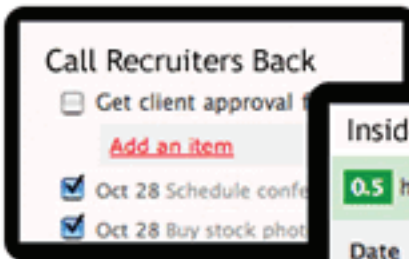 Call Recruiters Back
Get client approval
Add an item
Oct 28 Schedule
Oct 28 Buy stock
Insid
0.5 h
Date